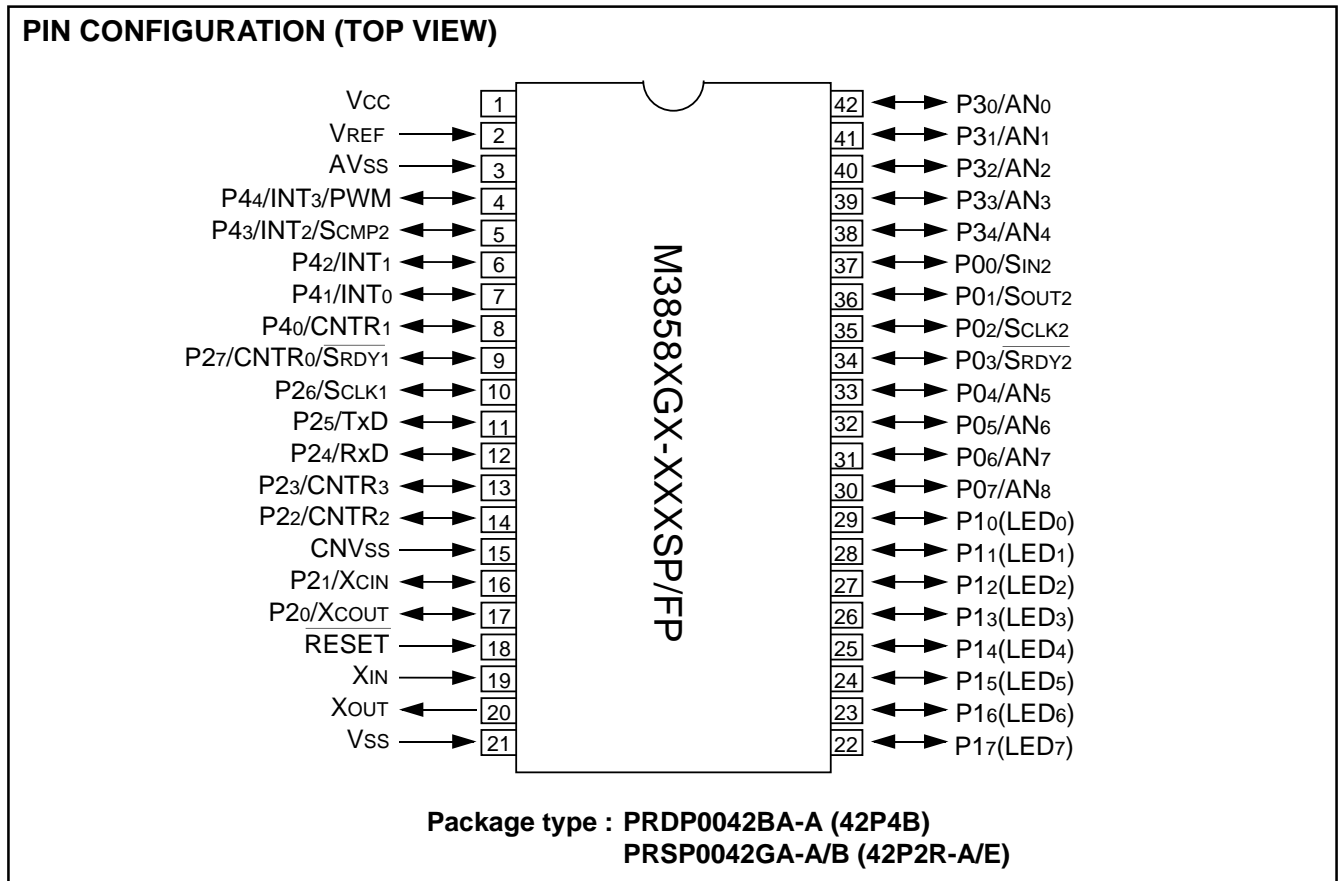 PIN CONFIGURATION (TOP VIEW)
VCC 1 42 P30/AN0
VREF 2 41 P31/AN1
AVSS 3 40 P32/AN2
P44/INT3/PWM 4 39 P33/AN3
P43/INT2/SCMP2 5 38 P34/AN4
P42/INT1 6 37 P00/SIN2
P41/INT0 7 36 P01/SOUT2
P40/CNTR1 8 35 P02/SCLK2
P27/CNTR0/SRDY1 9 34 P03/SRDY2
P26/SCLK1 10 33 P04/AN5
P25/TxD 11 32 P05/AN6
P24/RxD 12 31 P06/AN7
P23/CNTR3 13 30 P07/AN8
P22/CNTR2 14 29 P10(LED0)
CNVSS 15 28 P11(LED1)
P21/XCIN 16 27 P12(LED2)
P20/XCOUT 17 26 P13(LED3)
RESET 18 25 P14(LED4)
XIN 19 24 P15(LED5)
XOUT 20 23 P16(LED6)
VSS 21 22 P17(LED7)
M3858XGX-XXXSP/FP
Package type : PRDP0042BA-A (42P4B)
PRSP0042GA-A/B (42P2R-A/E)